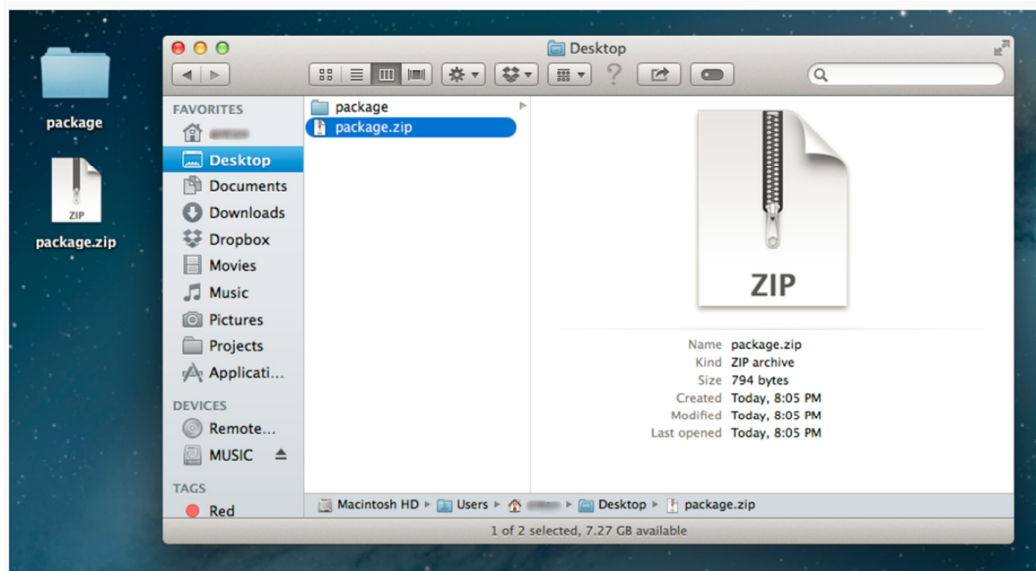 package
ZIP
package.zip
Desktop
FAVORITES
Desktop
Documents
Downloads
Dropbox
Movies
Music
Pictures
Projects
Applicati...
DEVICES
Remote...
MUSIC
TAGS
Red
package
package.zip
ZIP
Name package.zip
Kind ZIP archive
Size 794 bytes
Created Today, 8:05 PM
Modified Today, 8:05 PM
Last opened Today, 8:05 PM
Macintosh HD Users Desktop package.zip
1 of 2 selected, 7.27 GB available